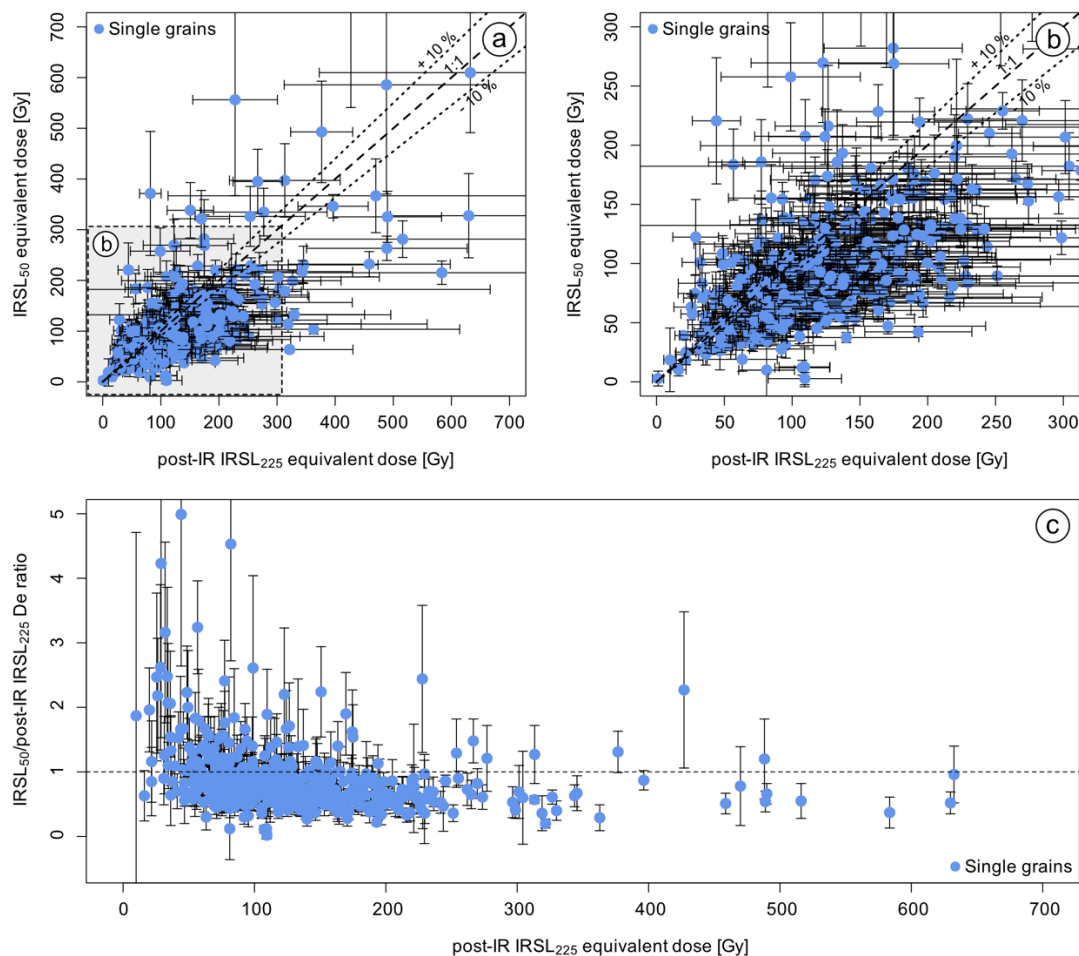 Single grains
a
+ 10 %
1:1
- 10 %
b
700
600
500
400
300
200
100
0
IRSL₅₀ equivalent dose [Gy]
0 100 200 300 400 500 600 700
post-IR IRSL₂₂₅ equivalent dose [Gy]
Single grains
b
+ 10 %
1:1
- 10 %
300
250
200
150
100
50
0
IRSL₅₀ equivalent dose [Gy]
0 50 100 150 200 250 300
post-IR IRSL₂₂₅ equivalent dose [Gy]
c
5
4
3
2
1
0
IRSL₅₀/post-IR IRSL₂₂₅ De ratio
Single grains
0 100 200 300 400 500 600 700
post-IR IRSL₂₂₅ equivalent dose [Gy]